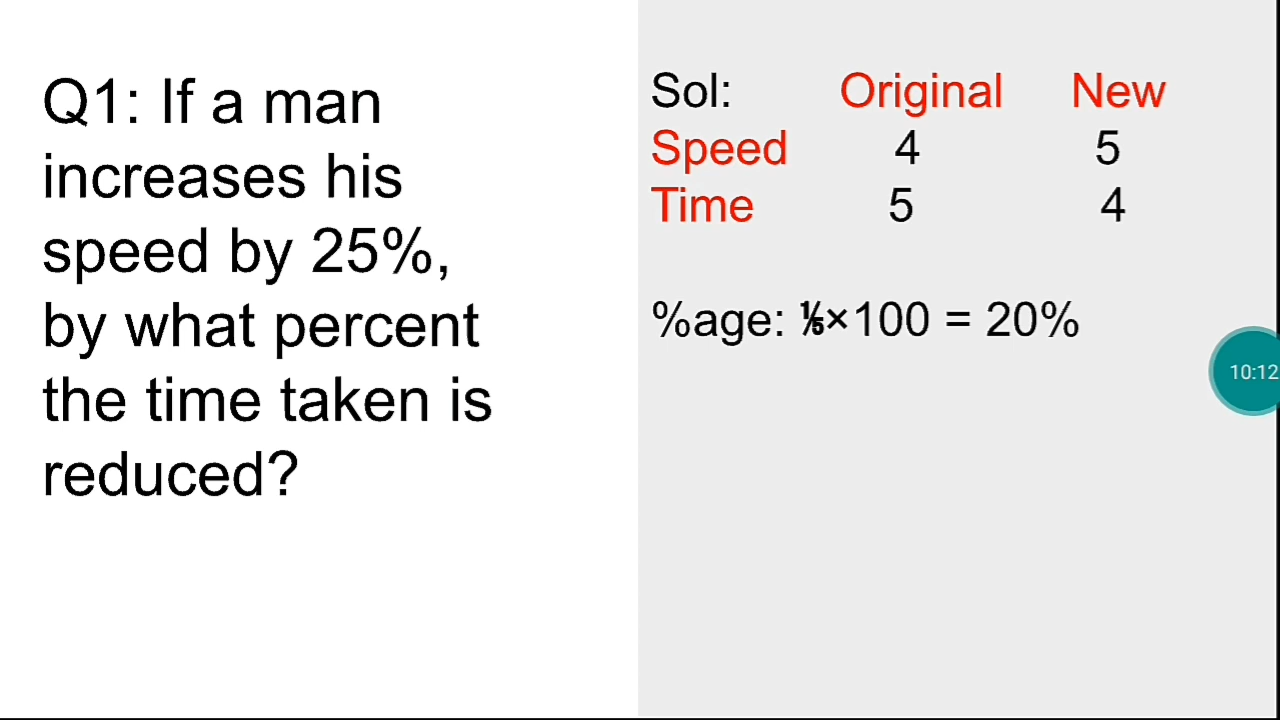 Q1: If a man
increases his
speed by 25%,
by what percent
the time taken is
reduced?
Sol: Original New
Speed 4 5
Time 5 4
%age: ⅕×100 = 20%
10:12